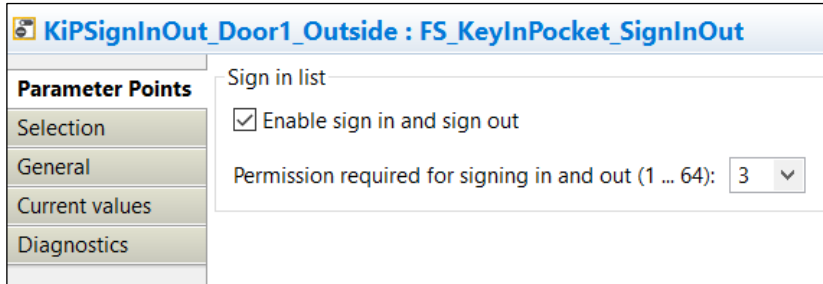 KiPSignInOut_Door1_Outside : FS_KeyInPocket_SignInOut
Parameter Points
Selection
General
Current values
Diagnostics
Sign in list
Enable sign in and sign out
Permission required for signing in and out (1 ... 64): 3